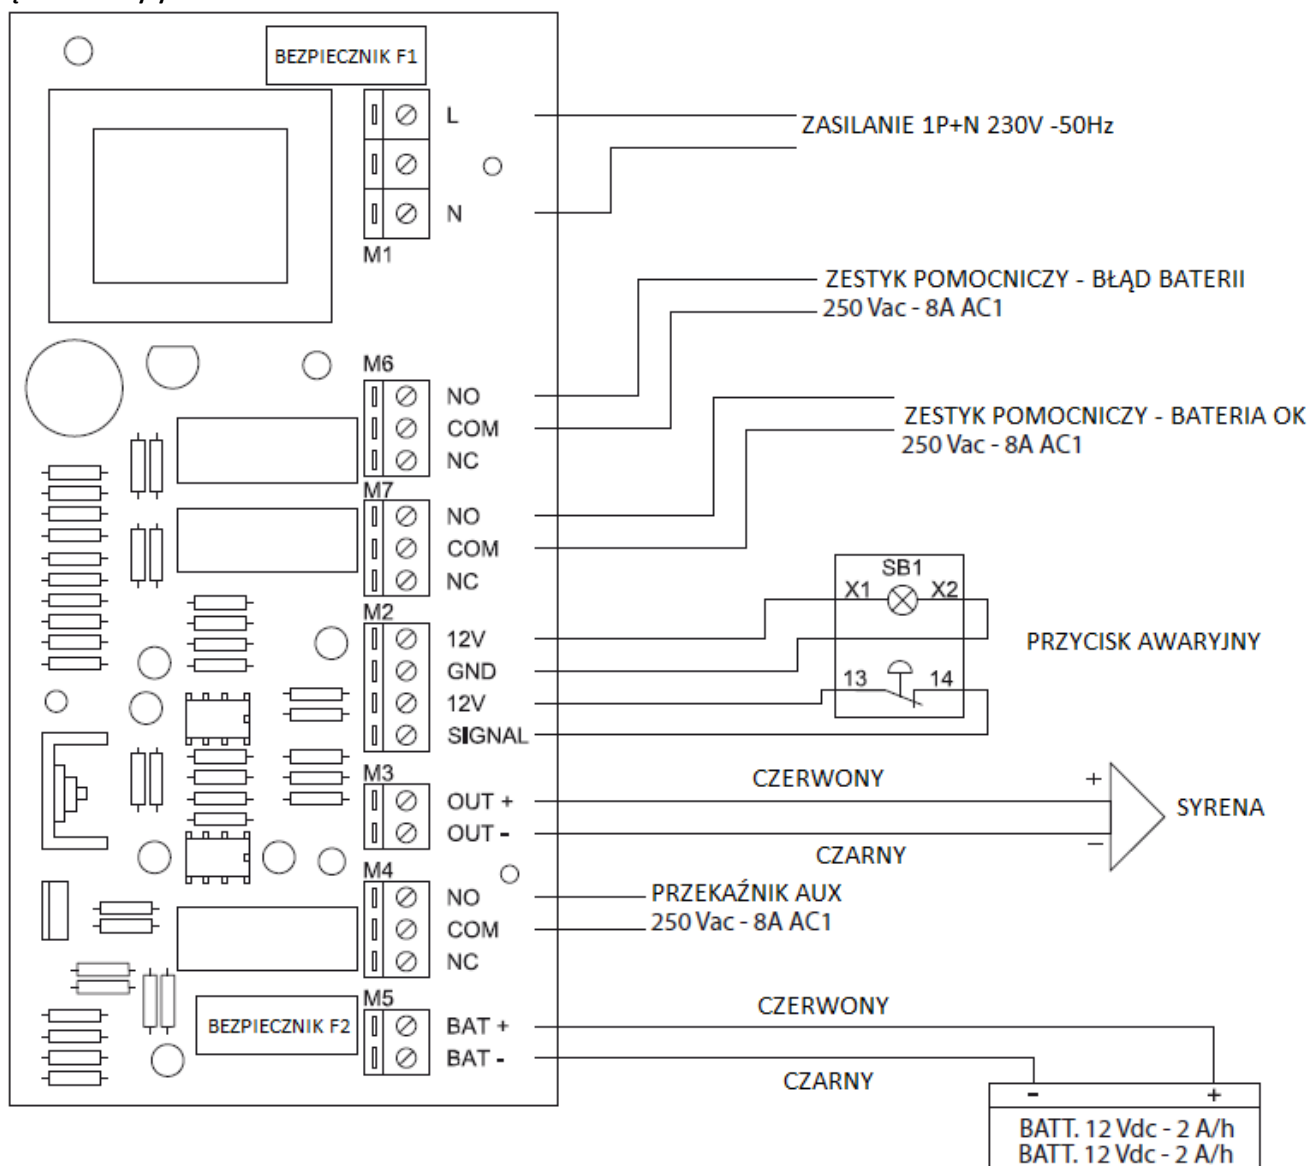 BEZPIECZNIK F1
L
ZASILANIE 1P+N 230V -50Hz
N
M1
ZESTYK POMOCNICZY - BŁĄD BATERII
250 Vac - 8A AC1
M6
NO
COM
NC
ZESTYK POMOCNICZY - BATERIA OK
250 Vac - 8A AC1
M7
NO
COM
NC
SB1
X1 X2
M2
12V
GND
12V
SIGNAL
PRZYCISK AWARYJNY
13 14
M3
CZERWONY
OUT +
OUT -
+
–
SYRENA
CZARNY
M4
NO
COM
NC
PRZEKAŹNIK AUX
250 Vac - 8A AC1
M5
BEZPIECZNIK F2
BAT +
BAT -
CZERWONY
CZARNY
- +
BATT. 12 Vdc - 2 A/h
BATT. 12 Vdc - 2 A/h